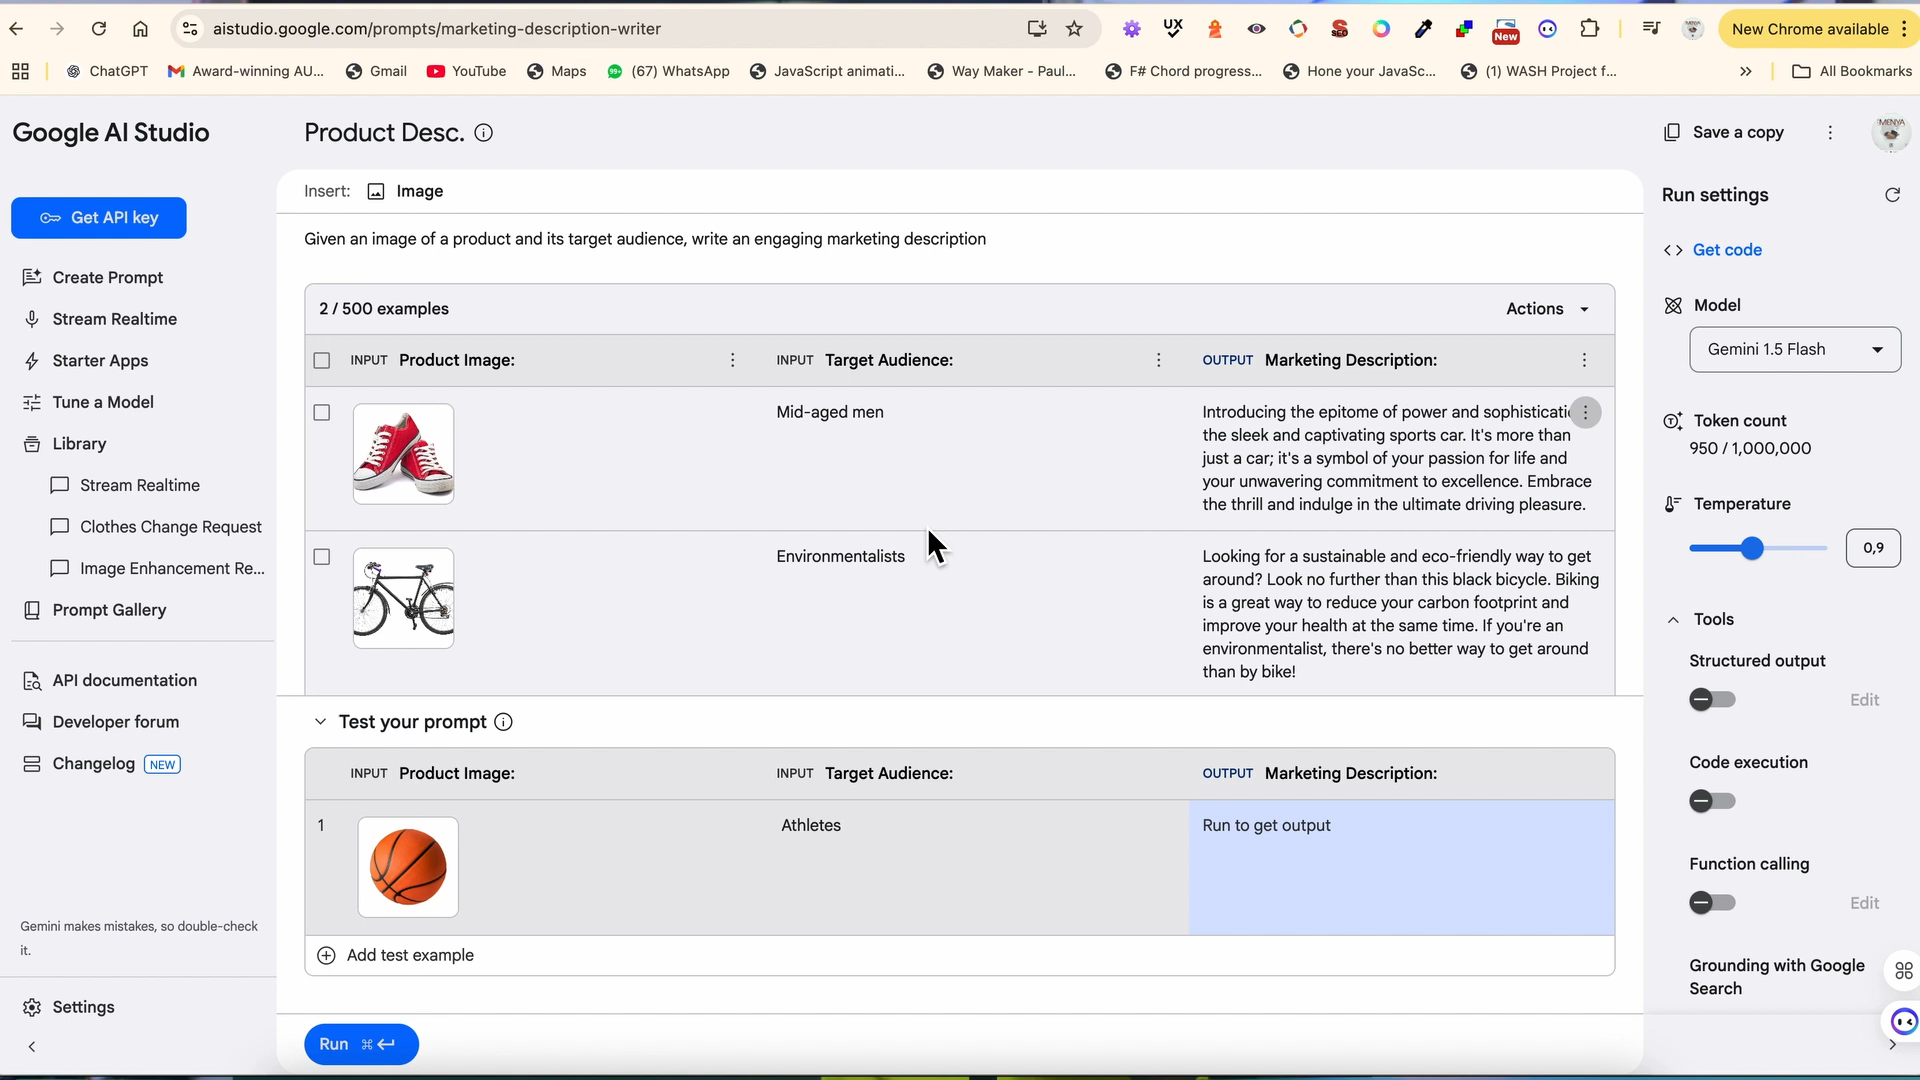 aistudio.google.com/prompts/marketing-description-writer
UX
SEO
New
New Chrome available
ChatGPT
Award-winning AU...
Gmail
YouTube
Maps
99+
(67) WhatsApp
JavaScript animati...
Way Maker - Paul...
F# Chord progress...
Hone your JavaSc...
(1) WASH Project f...
All Bookmarks
Google AI Studio
Product Desc.
Save a copy
MENYA
Insert: Image
Run settings
Get API key
Given an image of a product and its target audience, write an engaging marketing description
Get code
Create Prompt
Stream Realtime
Starter Apps
Tune a Model
Library
Stream Realtime
Clothes Change Request
Image Enhancement Re...
Prompt Gallery
API documentation
Developer forum
Changelog NEW
Gemini makes mistakes, so double-check
it.
Settings
2 / 500 examples
Actions
INPUT Product Image:
INPUT Target Audience:
OUTPUT Marketing Description:
Mid-aged men
Introducing the epitome of power and sophisticati
the sleek and captivating sports car. It's more than
just a car; it's a symbol of your passion for life and
your unwavering commitment to excellence. Embrace
the thrill and indulge in the ultimate driving pleasure.
Environmentalists
Looking for a sustainable and eco-friendly way to get
around? Look no further than this black bicycle. Biking
is a great way to reduce your carbon footprint and
improve your health at the same time. If you're an
environmentalist, there's no better way to get around
than by bike!
Test your prompt
INPUT Product Image:
INPUT Target Audience:
OUTPUT Marketing Description:
1
Athletes
Run to get output
Add test example
Run ⌘
Model
Gemini 1.5 Flash
Token count
950 / 1,000,000
Temperature
0,9
Tools
Structured output
Edit
Code execution
Function calling
Edit
Grounding with Google
Search